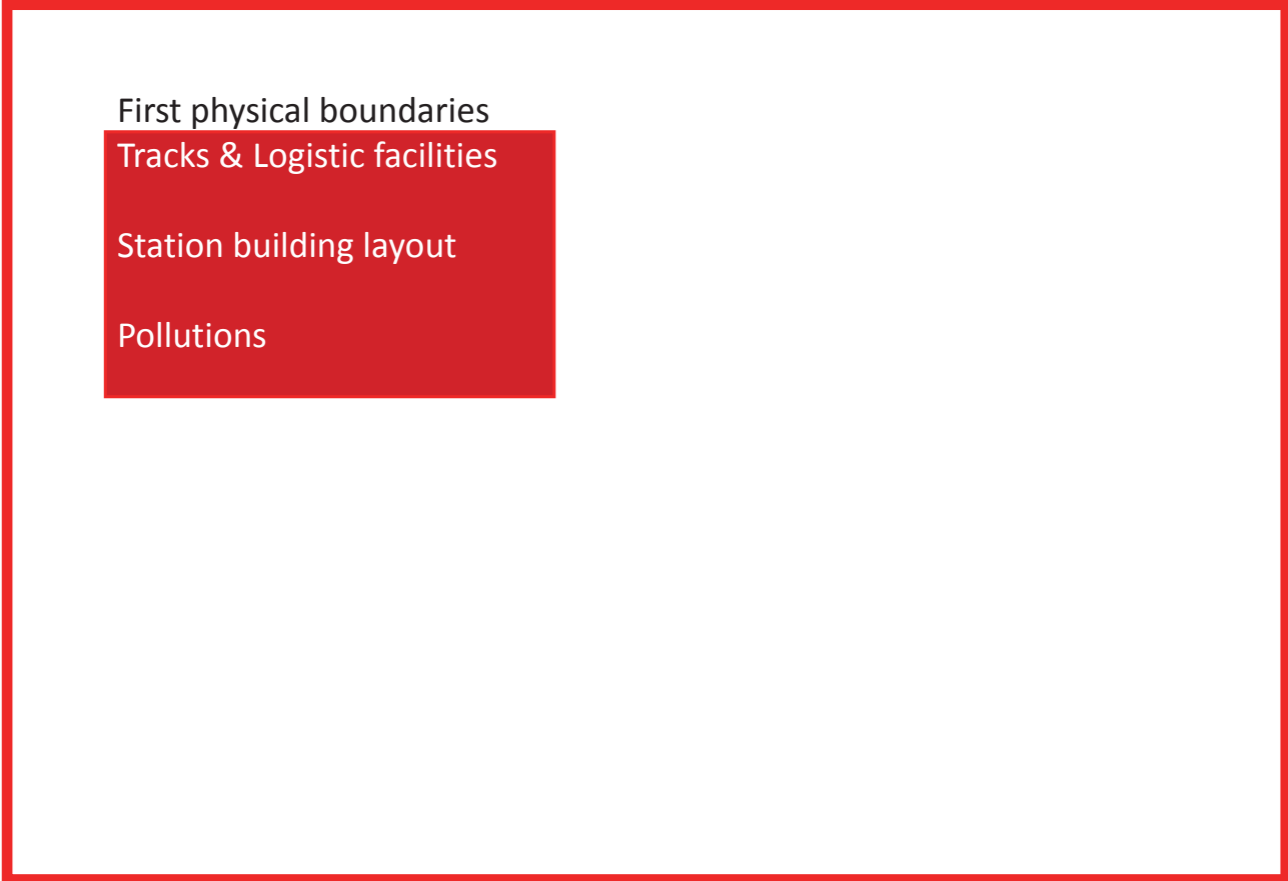 First physical boundaries
Tracks & Logistic facilities
Station building layout
Pollutions